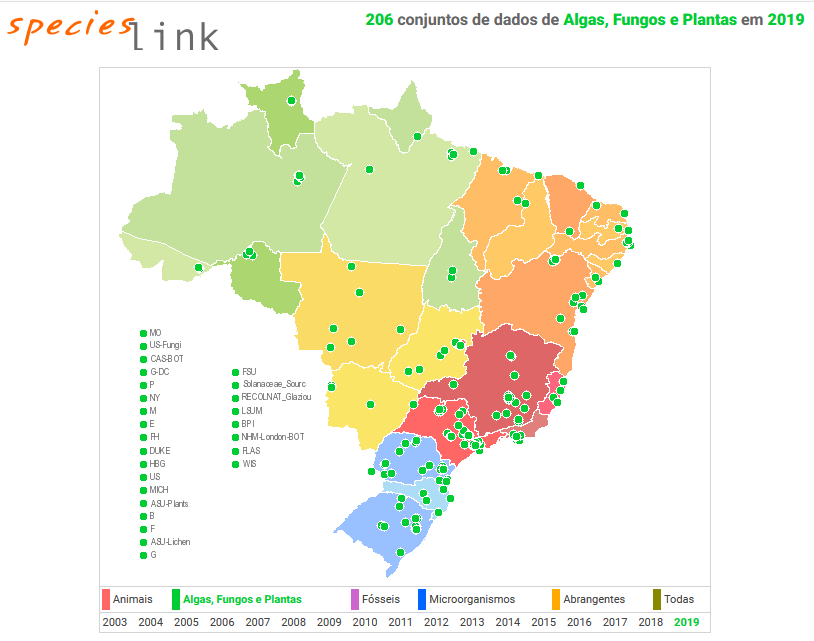 species
link
206 conjuntos de dados de Algas, Fungos e Plantas em 2019
MO
US-Fungi
CAS-BOT
G-DC
P
NY
M
E
FH
DUKE
HBG
US
MICH
ASU-Plants
B
F
ASU-Lichen
G
FSU
Solanaceae_Sourc
RECOLNAT_Glaziou
LSUM
BPI
NHM-London-BOT
FLAS
WIS
Animais Algas, Fungos e Plantas Fósseis Microorganismos Abrangentes Todas
2003 2004 2005 2006 2007 2008 2009 2010 2011 2012 2013 2014 2015 2016 2017 2018 2019